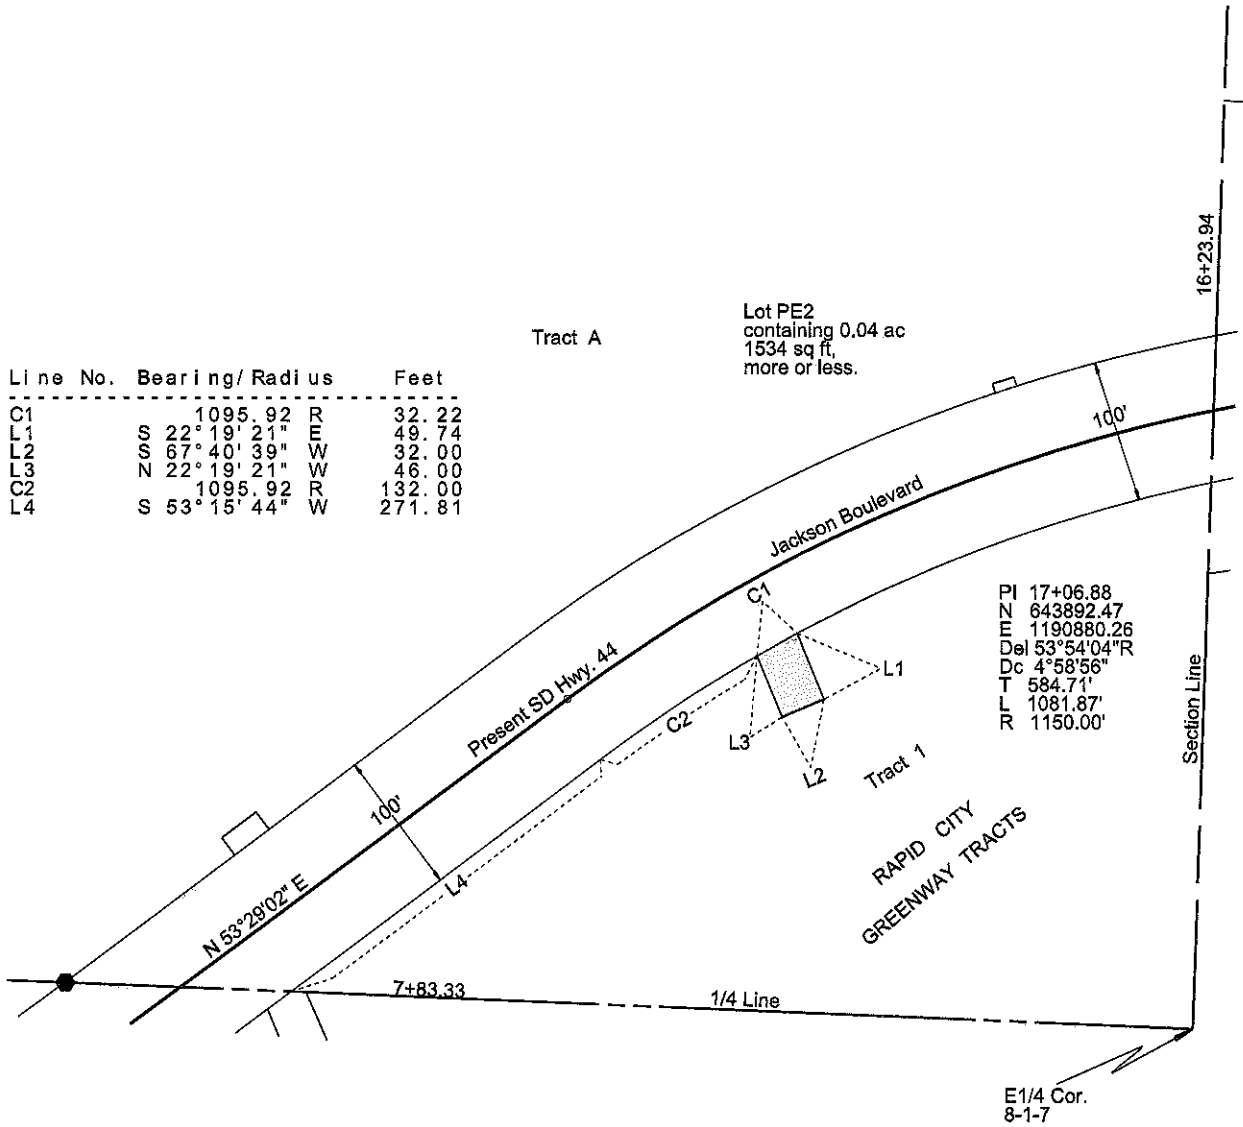 16+23.94
Lot PE2
containing 0.04 ac
1534 sq ft,
more or less.
Tract A
Line No. Bearing/Radius Feet
C1 1095.92 R 32.22
L1 S 22°19'21" E 49.74
L2 S 67°40'39" W 32.00
L3 N 22°19'21" W 46.00
C2 1095.92 R 132.00
L4 S 53°15'44" W 271.81
100'
Jackson Boulevard
C1
PI 17+06.88
N 643892.47
E 1190880.26
Del 53°54'04"R
Dc 4°58'56"
T 584.71'
L 1081.87'
R 1150.00'
L1
Present SD Hwy. 44
C2
L3
L2
Section Line
Tract 1
100'
RAPID CITY
GREENWAY TRACTS
L4
N 53°29'02" E
7+83.33
1/4 Line
E1/4 Cor.
8-1-7